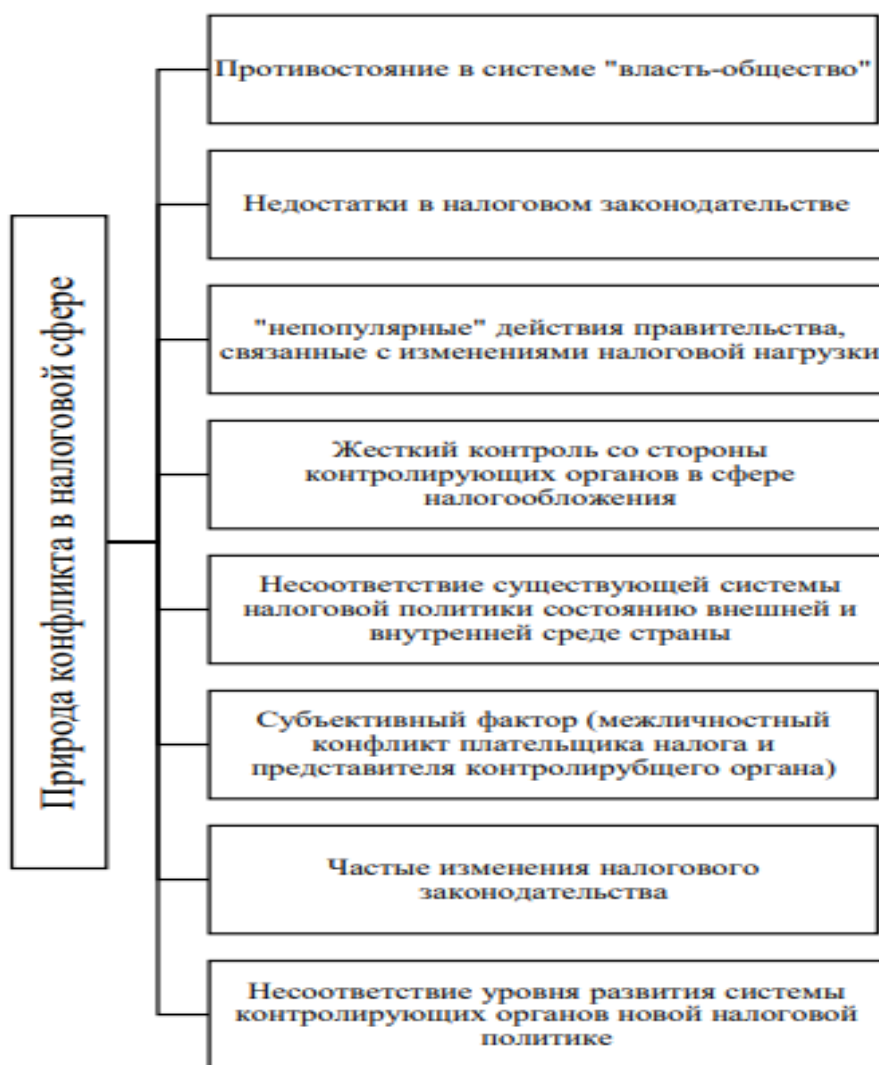 Природа конфликта в налоговой сфере
Противостояние в системе "власть-общество"
Недостатки в налоговом законодательстве
"непопулярные" действия правительства,
связанные с изменениями налоговой нагрузки
Жесткий контроль со стороны
контролирующих органов в сфере
налогообложения
Несоответствие существующей системы
налоговой политики состоянию внешней и
внутренней среде страны
Субъективный фактор (межличностный
конфликт плательщика налога и
представителя контролирубщего органа)
Частые изменения налогового
законодательства
Несоответствие уровня развития системы
контролирующих органов новой налоговой
политике